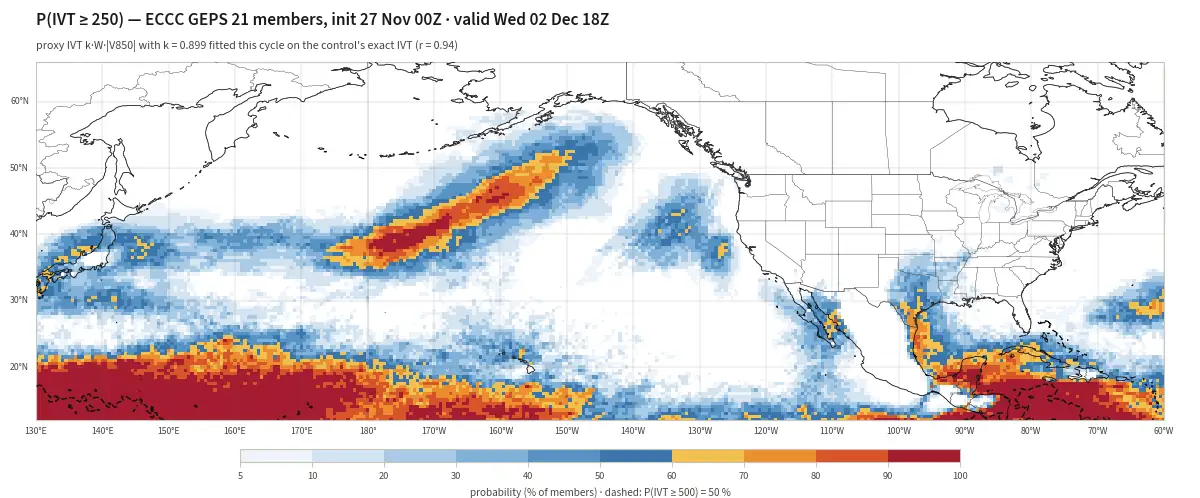 P(IVT ≥ 250) — ECCC GEPS 21 members, init 27 Nov 00Z · valid Wed 02 Dec 18Z
proxy IVT k·W·|V850| with k = 0.899 fitted this cycle on the control's exact IVT (r = 0.94)
60°N
50°N
40°N
30°N
20°N
130°E 140°E 150°E 160°E 170°E 180° 170°W 160°W 150°W 140°W 130°W 120°W 110°W 100°W 90°W 80°W 70°W 60°W
5 10 20 30 40 50 60 70 80 90 100
probability (% of members) · dashed: P(IVT ≥ 500) = 50 %